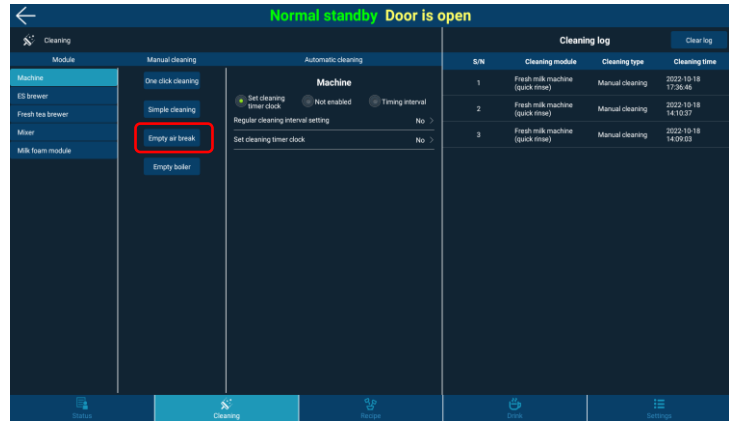 Normal standby Door is open
Cleaning
Cleaning log
Clear log
Module
Manual cleaning
Automatic cleaning
S/N
Cleaning module
Cleaning type
Cleaning time
Machine
ES brewer
Fresh tea brewer
Mixer
Milk foam module
One click cleaning
Simple cleaning
Empty air break
Empty boiler
Machine
Set cleaning
timer clock
Not enabled
Timing interval
Regular cleaning interval setting
No >
Set cleaning timer clock
No >
1
Fresh milk machine
(quick rinse)
Manual cleaning
2022-10-18
17:36:46
2
Fresh milk machine
(quick rinse)
Manual cleaning
2022-10-18
14:10:37
3
Fresh milk machine
(quick rinse)
Manual cleaning
2022-10-18
14:09:03
Status
Cleaning
Recipe
Drink
Settings